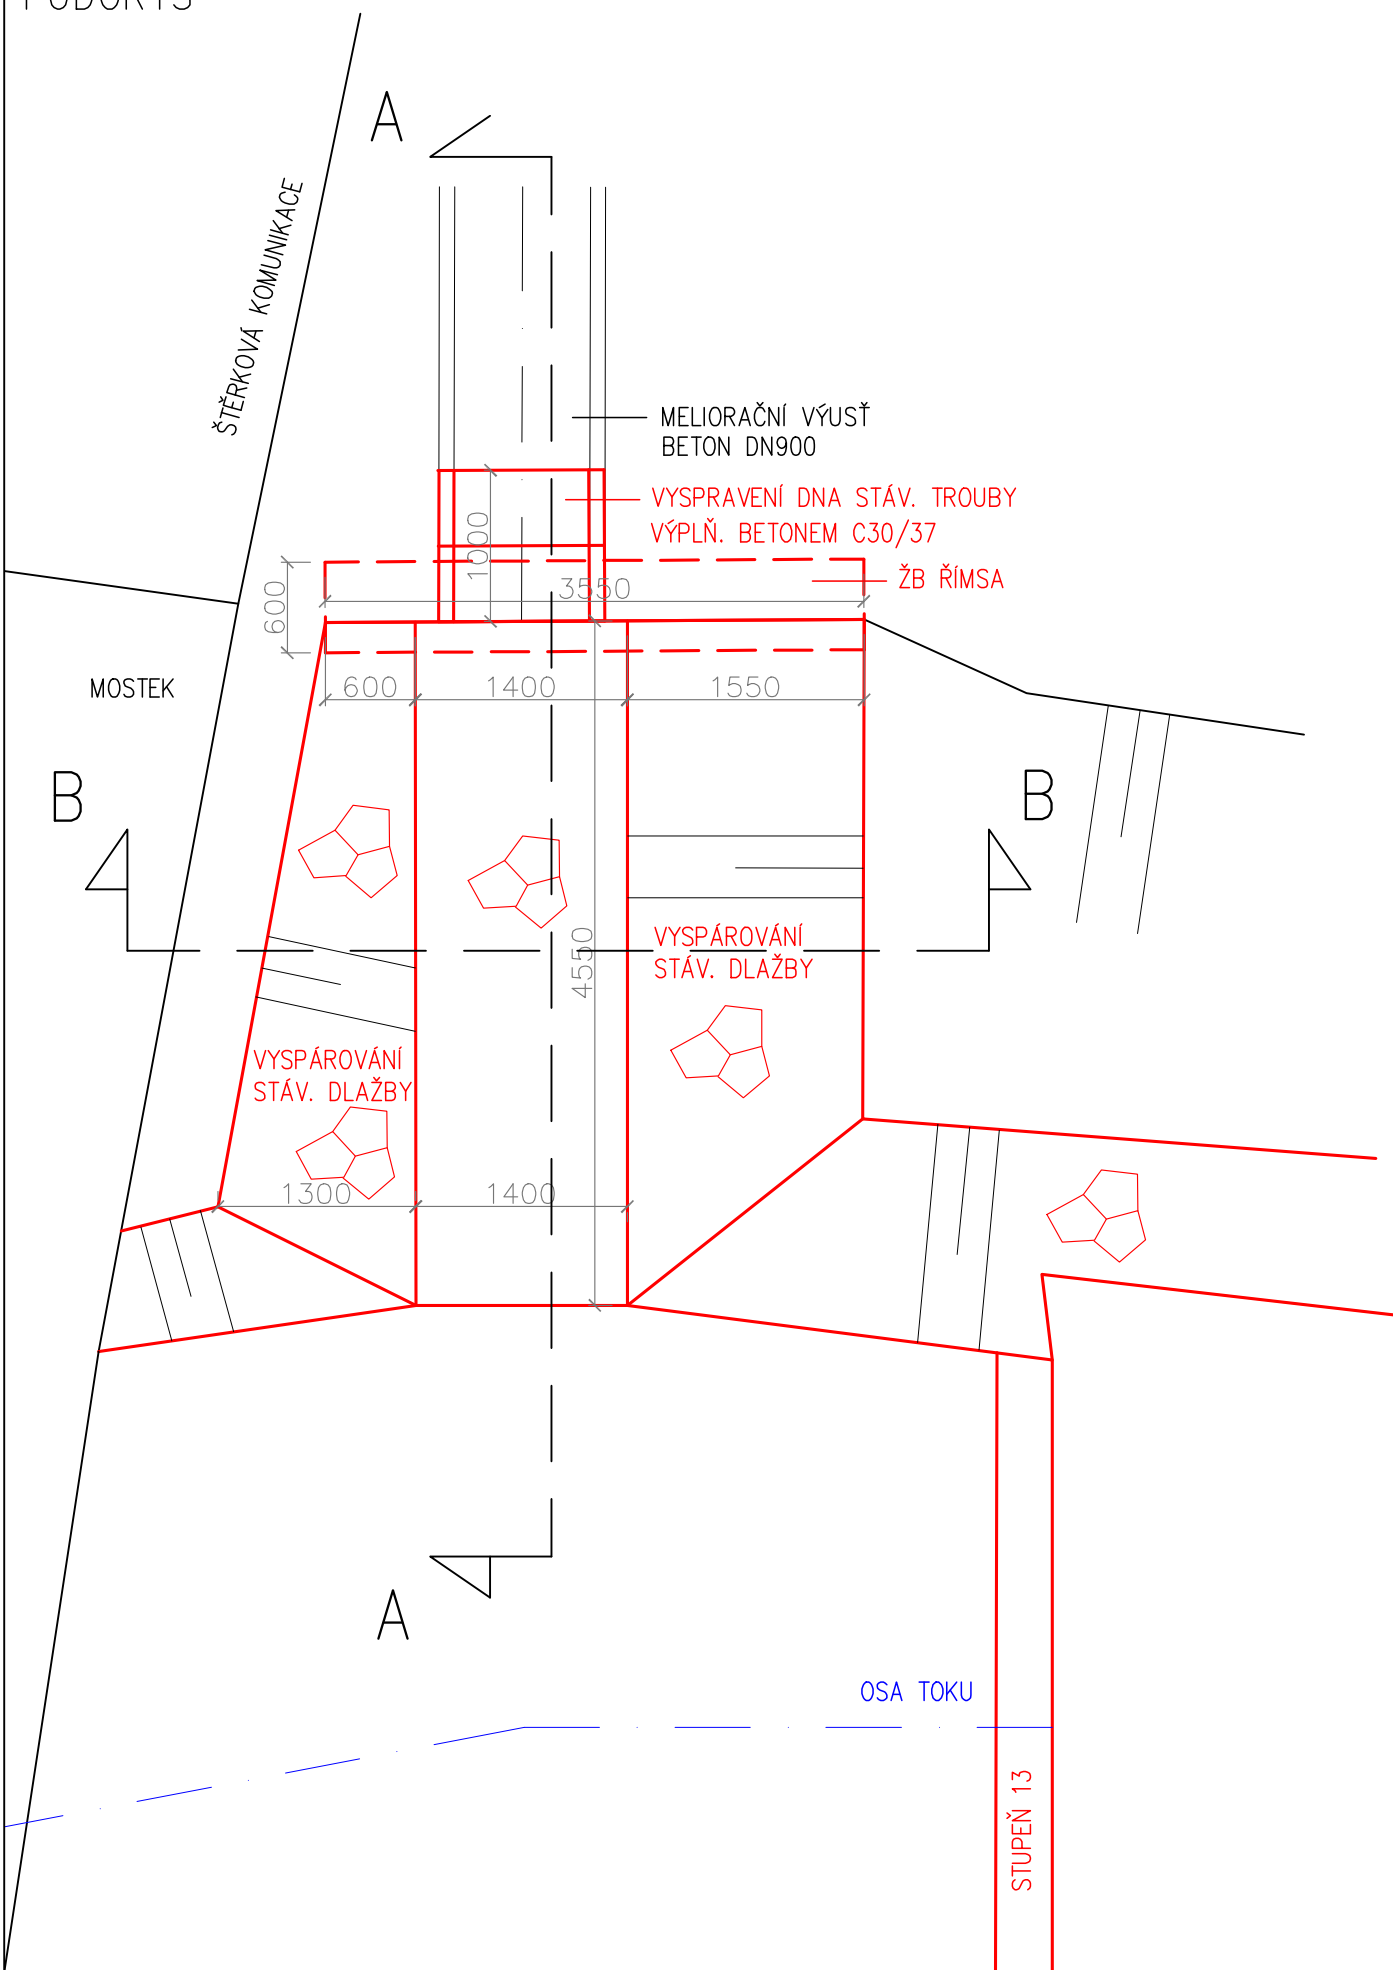 A
ŠTĚRKOVÁ KOMUNIKACE
MELIORAČNÍ VÝUSŤ
BETON DN900
VYSPRAVENÍ DNA STÁV. TROUBY
VÝPLŇ. BETONEM C30/37
1000
3550
ŽB ŘÍMSA
600
MOSTEK
600
1400
1550
B
B
VYSPÁROVÁNÍ
STÁV. DLAŽBY
4550
VYSPÁROVÁNÍ
STÁV. DLAŽBY
1300
1400
A
OSA TOKU
STUPEŇ 13